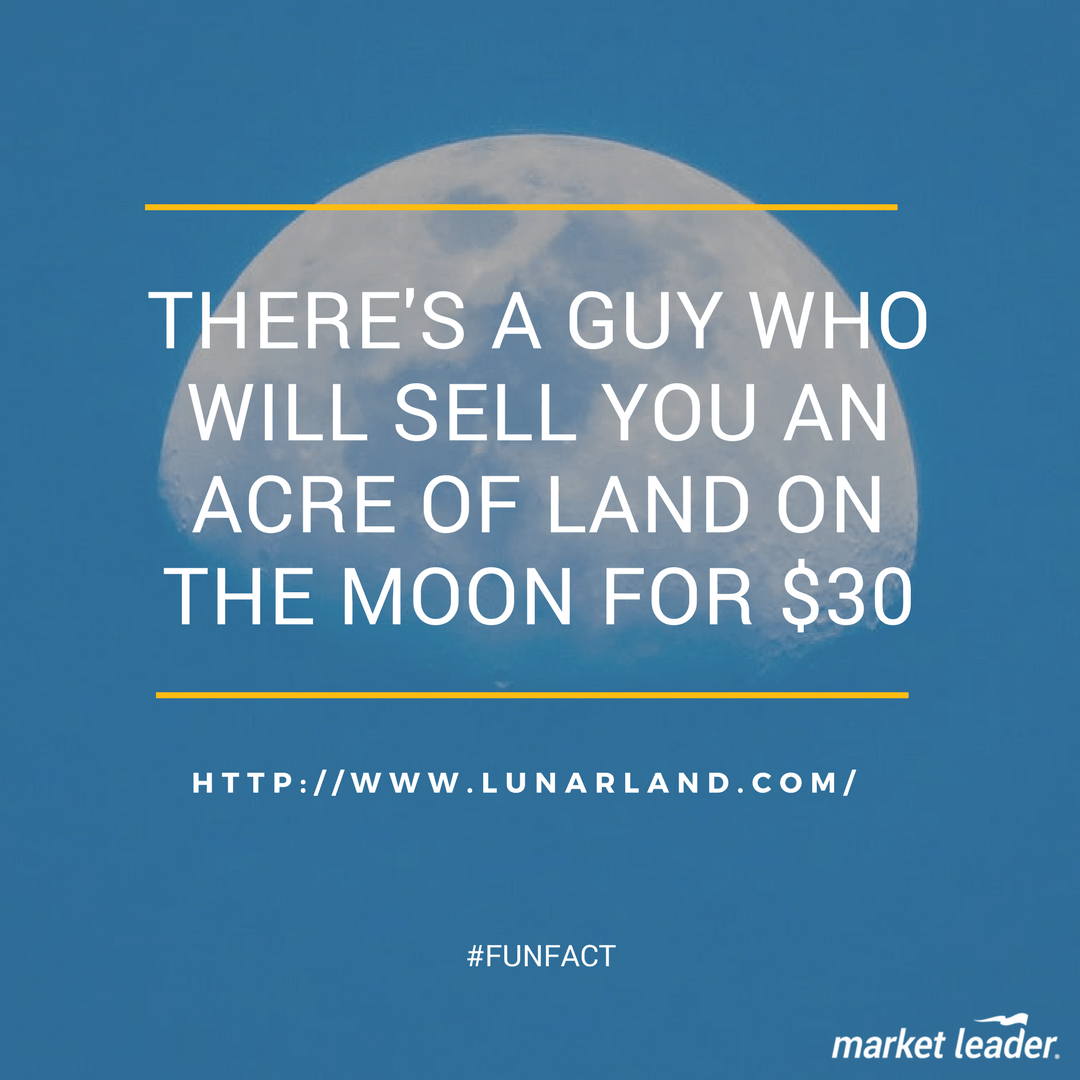 THERE'S A GUY WHO
WILL SELL YOU AN
ACRE OF LAND ON
THE MOON FOR $30
HTTP://WWW.LUNARLAND.COM/
#FUNFACT
market leader®